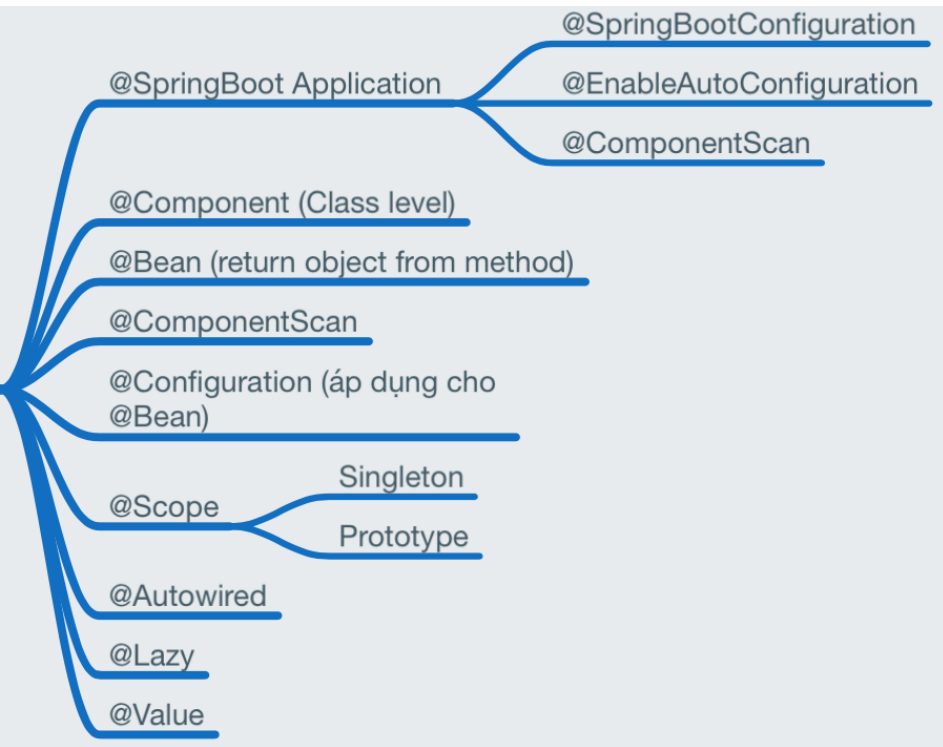 @SpringBootConfiguration
@SpringBoot Application
@EnableAutoConfiguration
@ComponentScan
@Component (Class level)
@Bean (return object from method)
@ComponentScan
@Configuration (áp dụng cho
@Bean)
Singleton
@Scope
Prototype
@Autowired
@Lazy
@Value